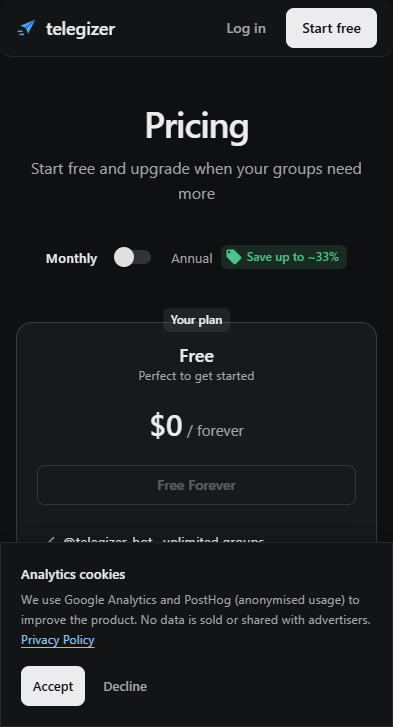 telegizer
Log in
Start free
Pricing
Start free and upgrade when your groups need
more
Monthly
Annual
Save up to ~33%
Your plan
Free
Perfect to get started
$0 / forever
Free Forever
@telegizer_bot unlimited groups
Analytics cookies
We use Google Analytics and PostHog (anonymised usage) to
improve the product. No data is sold or shared with advertisers.
Privacy Policy
Accept
Decline